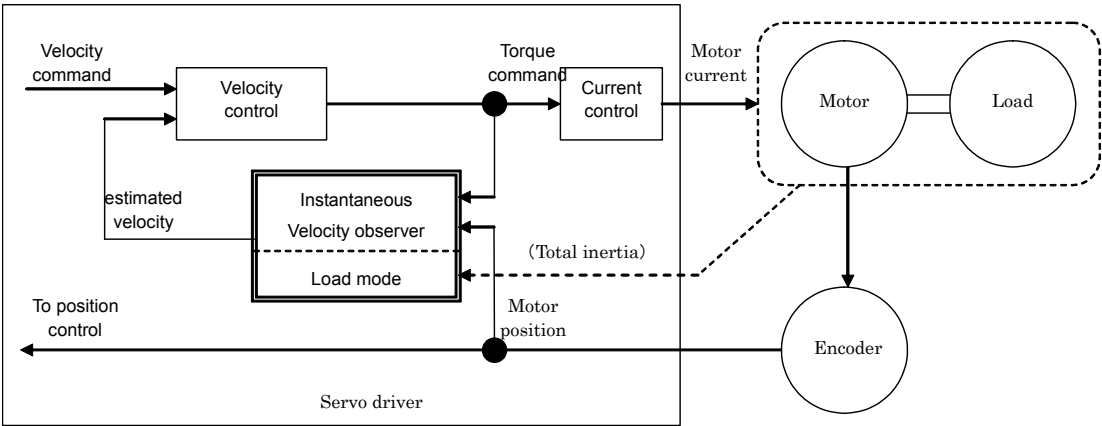 Velocity
command
Velocity
control
Torque
command
Current
control
Motor
current
Motor
Load
estimated
velocity
Instantaneous
Velocity observer
Load mode
(Total inertia)
To position
control
Motor
position
Encoder
Servo driver